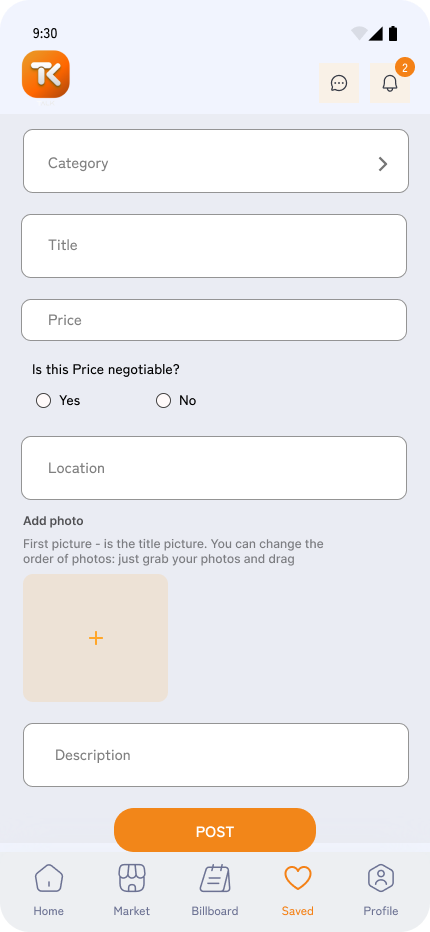 9:30
TK
2
Category
Title
Price
Is this Price negotiable?
Yes No
Location
Add photo
First picture - is the title picture. You can change the
order of photos: just grab your photos and drag
+
Description
POST
Home Market Billboard Saved Profile